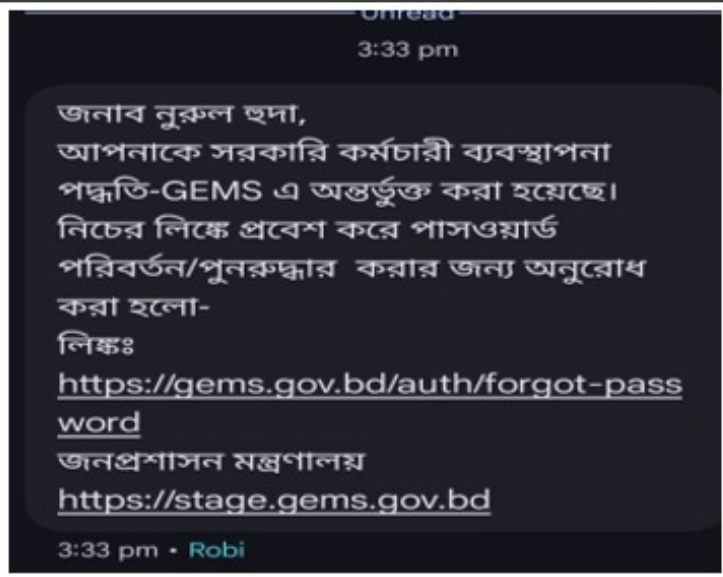 Unread
3:33 pm
জনাব নুরুল হুদা,
আপনাকে সরকারি কর্মচারী ব্যবস্থাপনা
পদ্ধতি-GEMS এ অন্তর্ভুক্ত করা হয়েছে।
নিচের লিঙ্কে প্রবেশ করে পাসওয়ার্ড
পরিবর্তন/পুনরুদ্ধার করার জন্য অনুরোধ
করা হলো-
লিঙ্কঃ
https://gems.gov.bd/auth/forgot-pass
word
জনপ্রশাসন মন্ত্রণালয়
https://stage.gems.gov.bd
3:33 pm • Robi